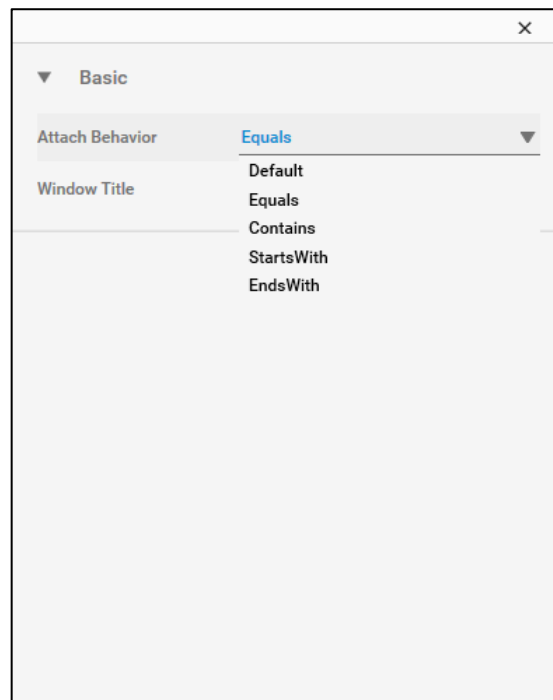 Basic
Attach Behavior Equals
Default
Window Title
Equals
Contains
StartsWith
EndsWith